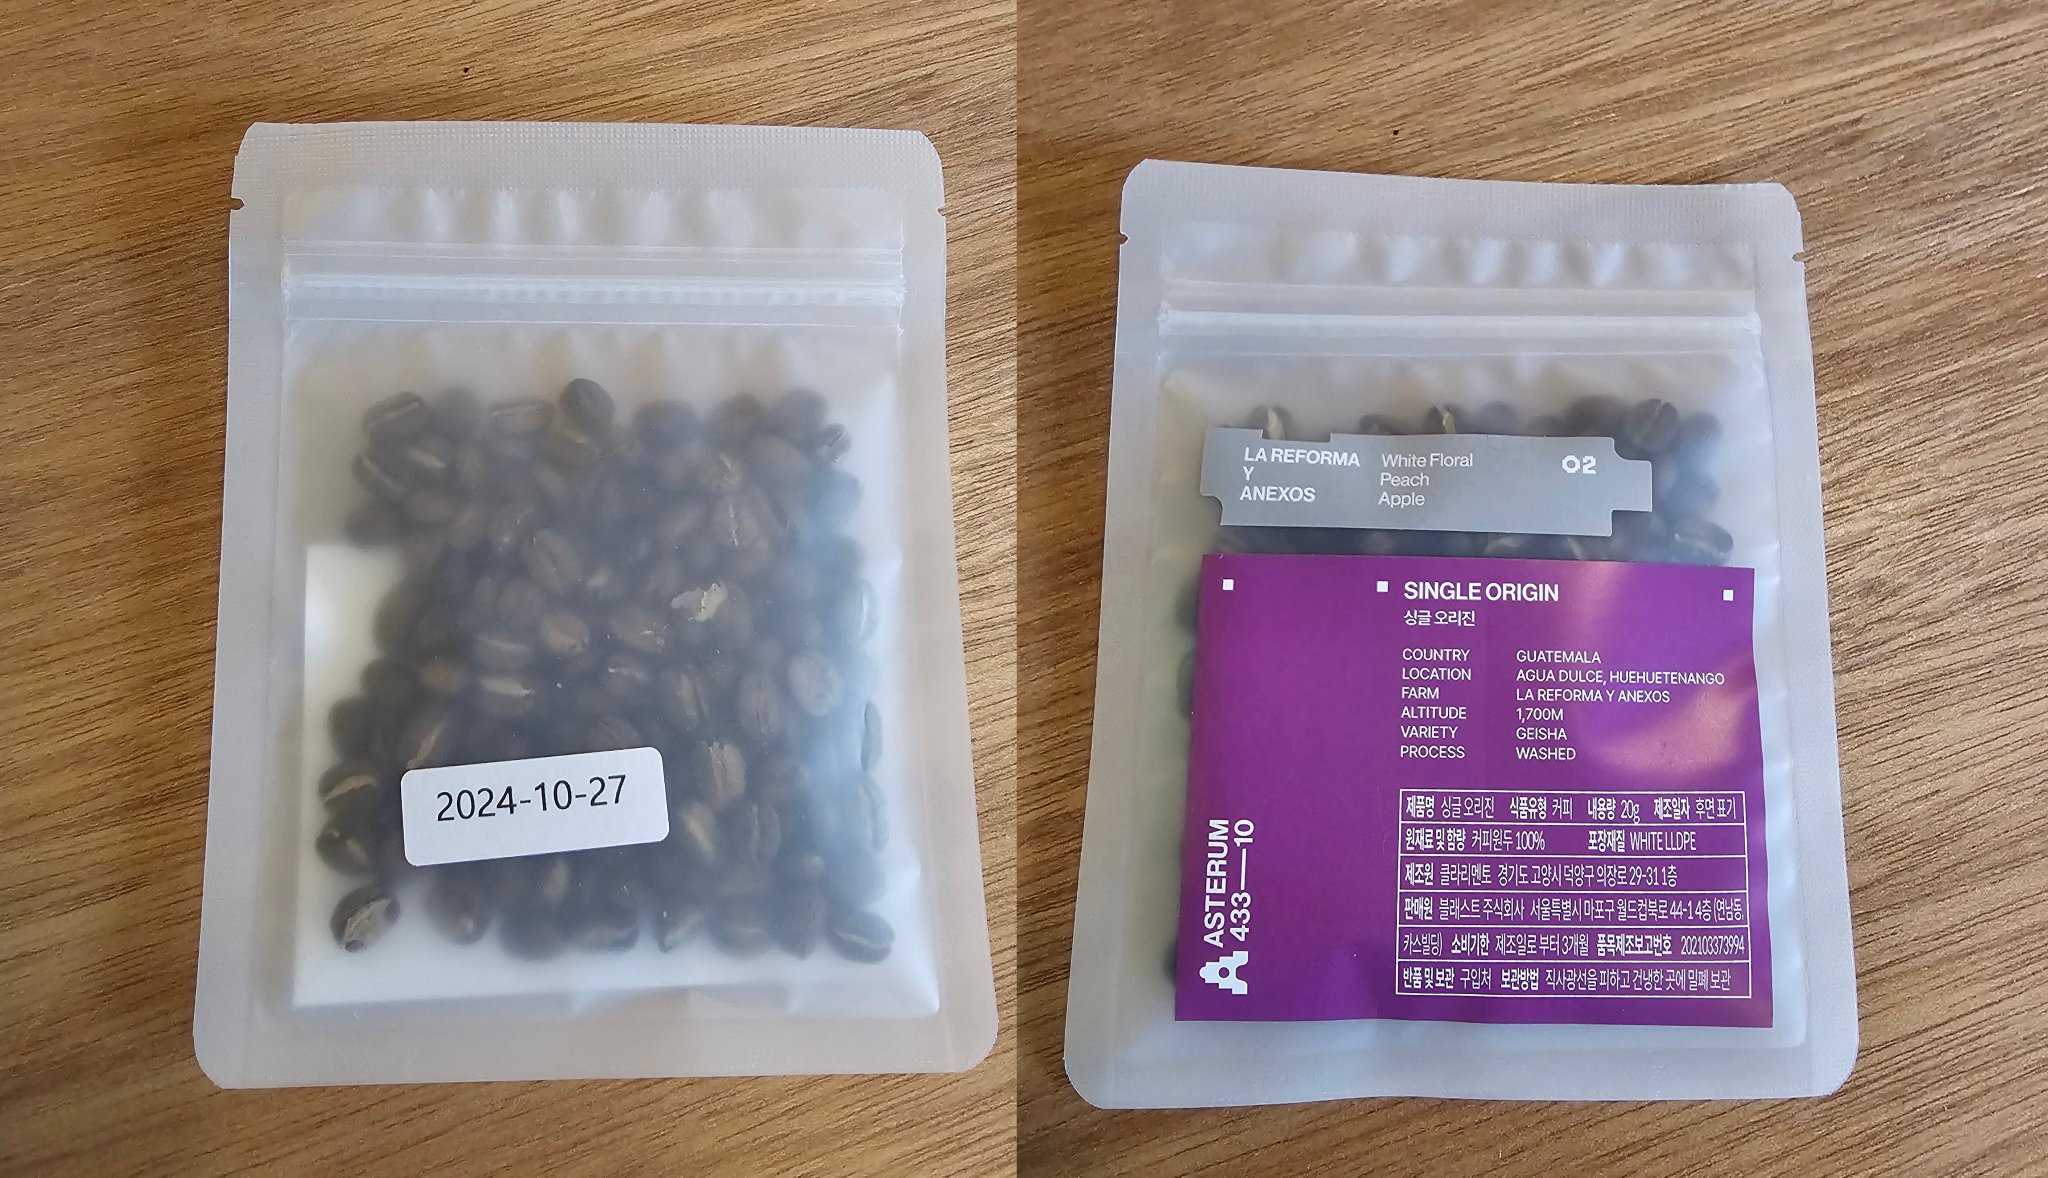 2024-10-27
LA REFORMA
Y
ANEXOS
White Floral
Peach
Apple
02
SINGLE ORIGIN
싱글 오리진
COUNTRY GUATEMALA
LOCATION AGUA DULCE, HUEHUETENANGO
FARM LA REFORMA Y ANEXOS
ALTITUDE 1,700M
VARIETY GEISHA
PROCESS WASHED
제품명 싱글 오리진 식품유형 커피 내용량 20g 제조일자 후면 표기
원재료 및 함량 커피원두 100% 포장재질 WHITE LLDPE
제조원 클라리멘토 경기도 고양시 덕양구 의장로 29-31 1층
판매원 블래스트 주식회사 서울특별시 마포구 월드컵북로 44-1 4층 (연남동,
카스빌딩) 소비기한 제조일로 부터 3개월 품목제조보고번호 202103373994
반품 및 보관 구입처 보관방법 직사광선을 피하고 건냉한 곳에 밀폐 보관
ASTERUM
433—10